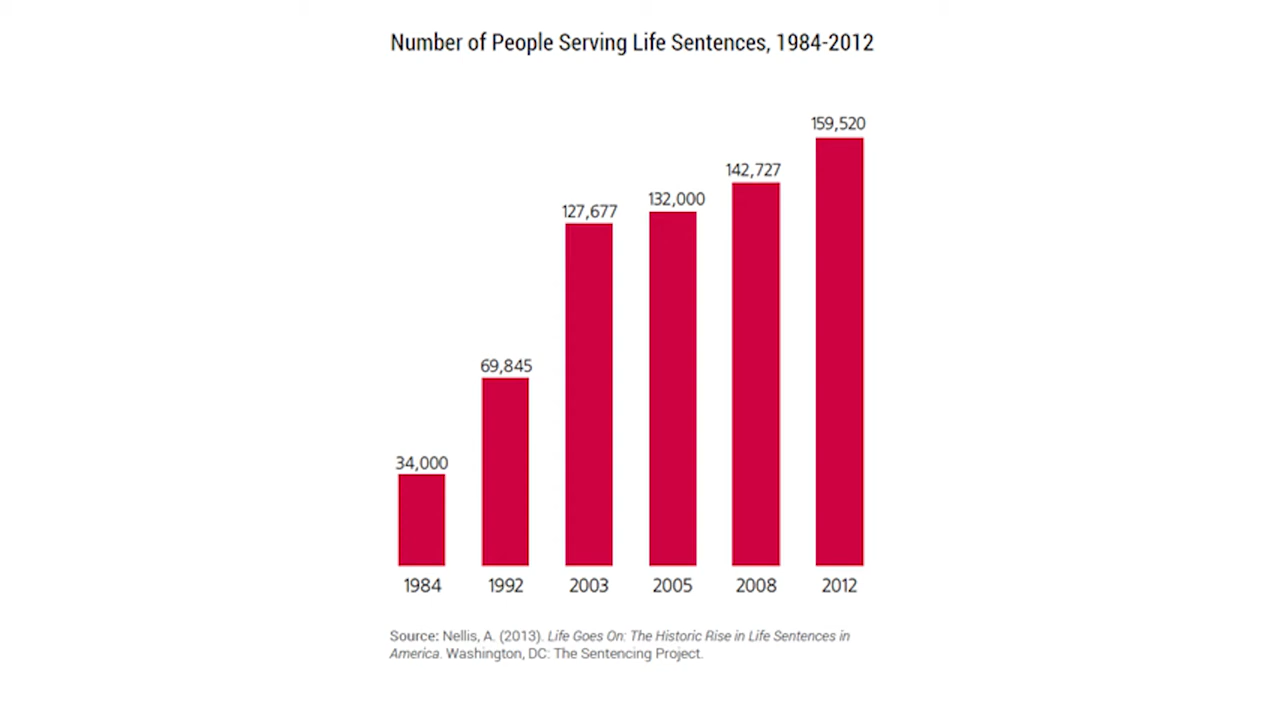 Number of People Serving Life Sentences, 1984-2012
159,520
142,727
132,000
127,677
69,845
34,000
1984 1992 2003 2005 2008 2012
Source: Nellis, A. (2013). Life Goes On: The Historic Rise in Life Sentences in
America. Washington, DC: The Sentencing Project.